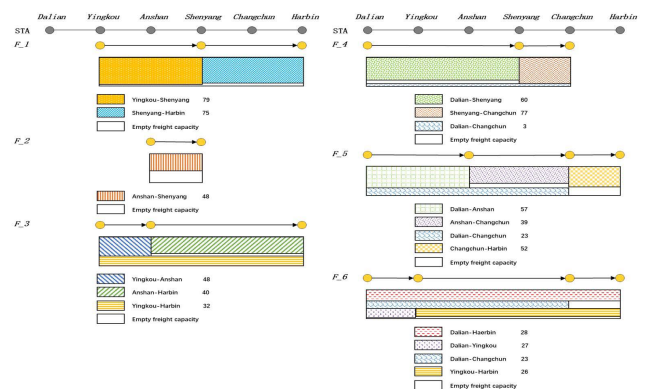 Dalian Yingkou Anshan Shenyang Changchun Harbin
STA
F_1
Yingkou-Shenyang 79
Shenyang-Harbin 75
Empty freight capacity
F_2
Anshan-Shenyang 48
Empty freight capacity
F_3
Yingkou-Anshan 48
Anshan-Harbin 40
Yingkou-Harbin 32
Empty freight capacity
Dalian Yingkou Anshan Shenyang Changchun Harbin
STA
F_4
Dalian-Shenyang 60
Shenyang-Changchun 77
Dalian-Changchun 3
Empty freight capacity
F_5
Dalian-Anshan 57
Anshan-Changchun 39
Dalian-Changchun 23
Changchun-Harbin 52
Empty freight capacity
F_6
Dalian-Haerbin 28
Dalian-Yingkou 27
Dalian-Changchun 23
Yingkou-Harbin 26
Empty freight capacity